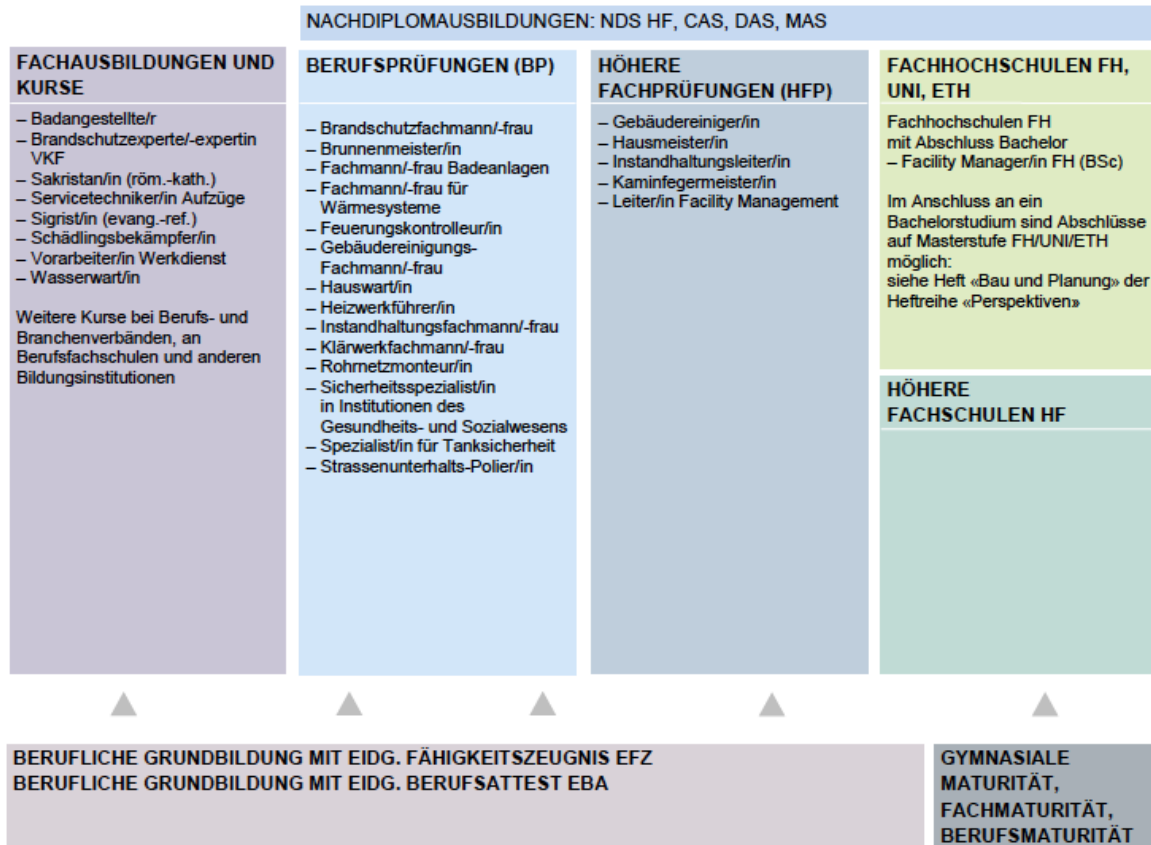 NACHDIPLOMAUSBILDUNGEN: NDS HF, CAS, DAS, MAS
FACHAUSBILDUNGEN UND
KURSE
– Badangestellte/r
– Brandschutzexperte/-expertin
VKF
– Sakristan/in (röm.-kath.)
– Servicetechniker/in Aufzüge
– Sigrist/in (evang.-ref.)
– Schädlingsbekämpfer/in
– Vorarbeiter/in Werkdienst
– Wasserwart/in
Weitere Kurse bei Berufs- und
Branchenverbänden, an
Berufsfachschulen und anderen
Bildungsinstitutionen
BERUFSPRÜFUNGEN (BP)
– Brandschutzfachmann/-frau
– Brunnenmeister/in
– Fachmann/-frau Badeanlagen
– Fachmann/-frau für
Wärmesysteme
– Feuerungskontrolleur/in
– Gebäudereinigungs-
Fachmann/-frau
– Hauswart/in
– Heizwerkführer/in
– Instandhaltungsfachmann/-frau
– Klärwerkfachmann/-frau
– Rohrnetzmonteur/in
– Sicherheitsspezialist/in
in Institutionen des
Gesundheits- und Sozialwesens
– Spezialist/in für Tanksicherheit
– Strassenunterhalts-Polier/in
HÖHERE
FACHPRÜFUNGEN (HFP)
– Gebäudereiniger/in
– Hausmeister/in
– Instandhaltungsleiter/in
– Kaminfegermeister/in
– Leiter/in Facility Management
FACHHOCHSCHULEN FH,
UNI, ETH
Fachhochschulen FH
mit Abschluss Bachelor
– Facility Manager/in FH (BSc)
Im Anschluss an ein
Bachelorstudium sind Abschlüsse
auf Masterstufe FH/UNI/ETH
möglich:
siehe Heft «Bau und Planung» der
Heftreihe «Perspektiven»
HÖHERE
FACHSCHULEN HF
BERUFLICHE GRUNDBILDUNG MIT EIDG. FÄHIGKEITSZEUGNIS EFZ
BERUFLICHE GRUNDBILDUNG MIT EIDG. BERUFSATTEST EBA
GYMNASIALE
MATURITÄT,
FACHMATURITÄT,
BERUFSMATURITÄT